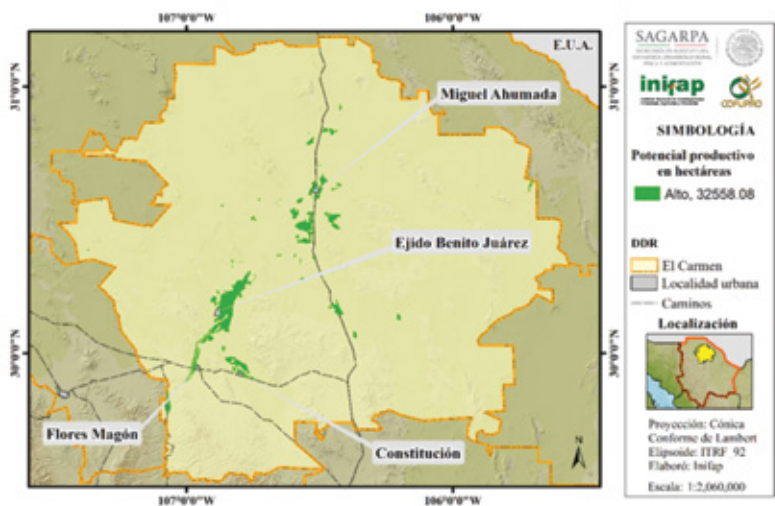 107°0'0"N
106°0'0"N
E.U.A.
31°0'0"N
31°0'0"N
Miguel Ahumada
Ejido Benito Juárez
30°0'0"N
30°0'0"N
Flores Magón
Constitución
N
107°0'0"N
106°0'0"N
SAGARPA
inifap
COFUPRO
SIMBOLOGÍA
Potencial productivo
en hectáreas
Alto, 32558.08
DDR
El Carmen
Localidad urbana
Caminos
Localización
Proyección: Cónica
Conforme de Lambert
Elipsoide: ITRF_92
Elaboró: Inifap
Escala: 1:2,060,000